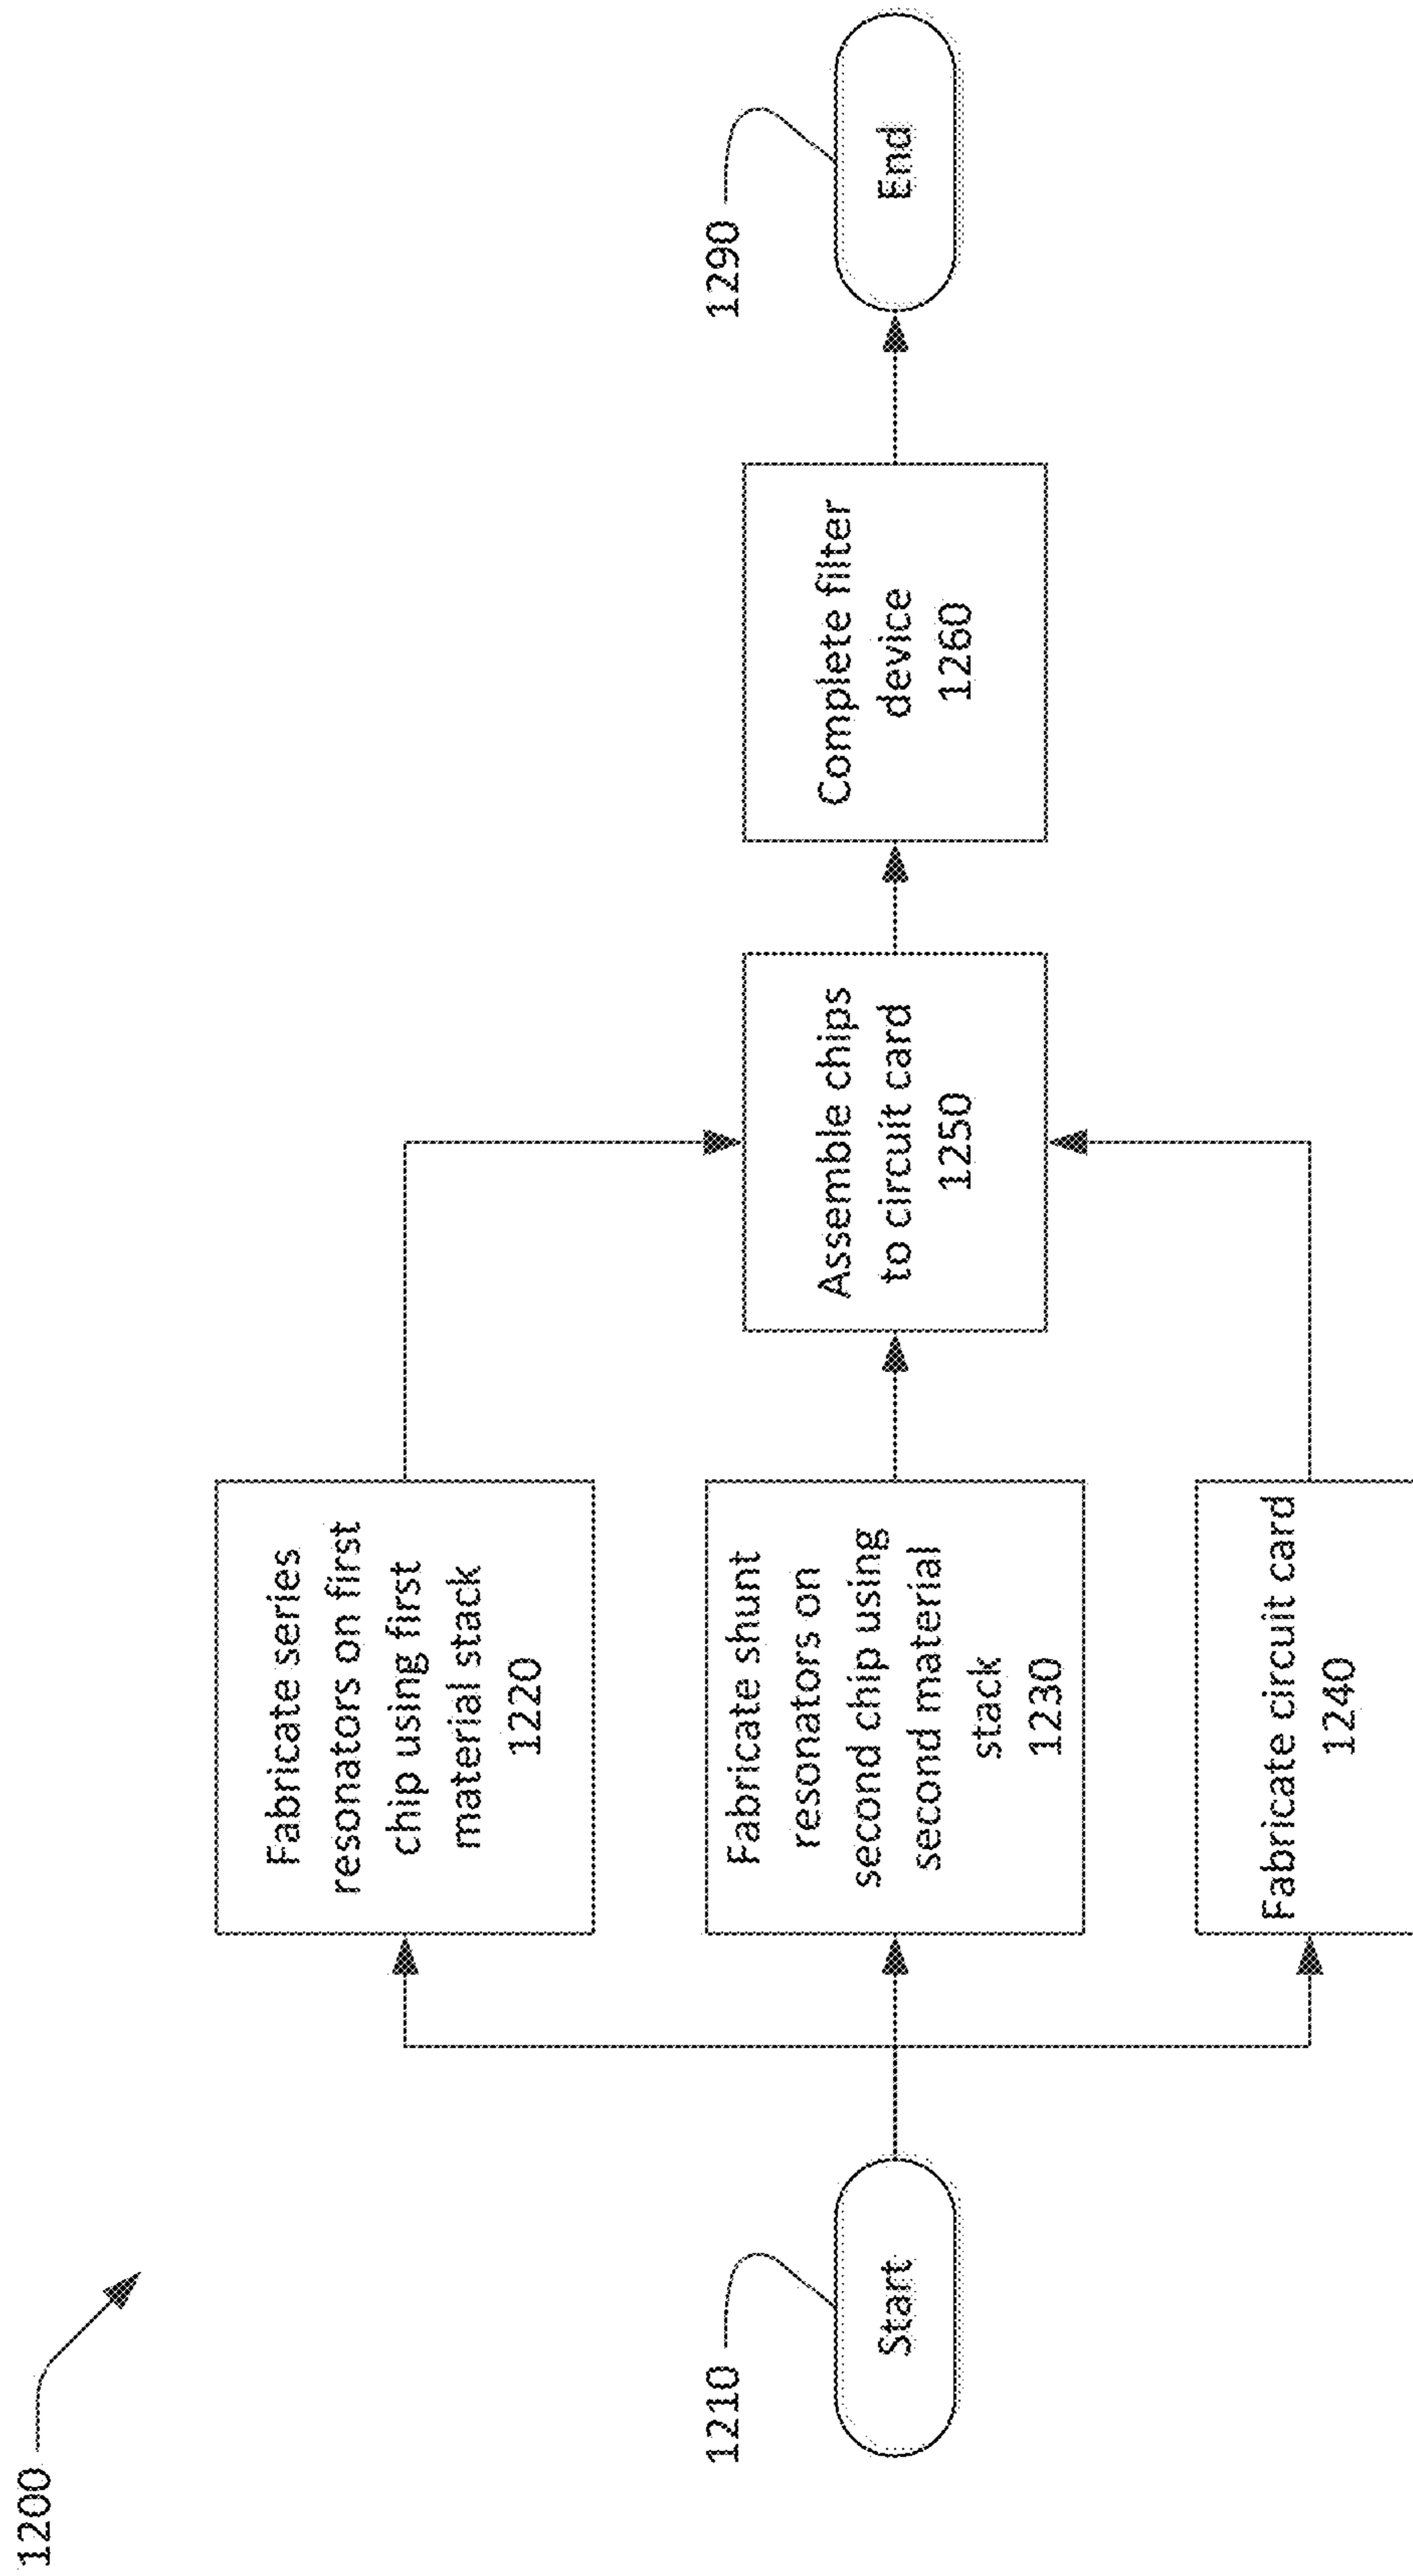 1200
1210
Start
Fabricate series
resonators on first
chip using first
material stack
1220
Fabricate shunt
resonators on
second chip using
second material
stack
1230
Fabricate circuit card
1240
Assemble chips
to circuit card
1250
Complete filter
device
1260
1290
End